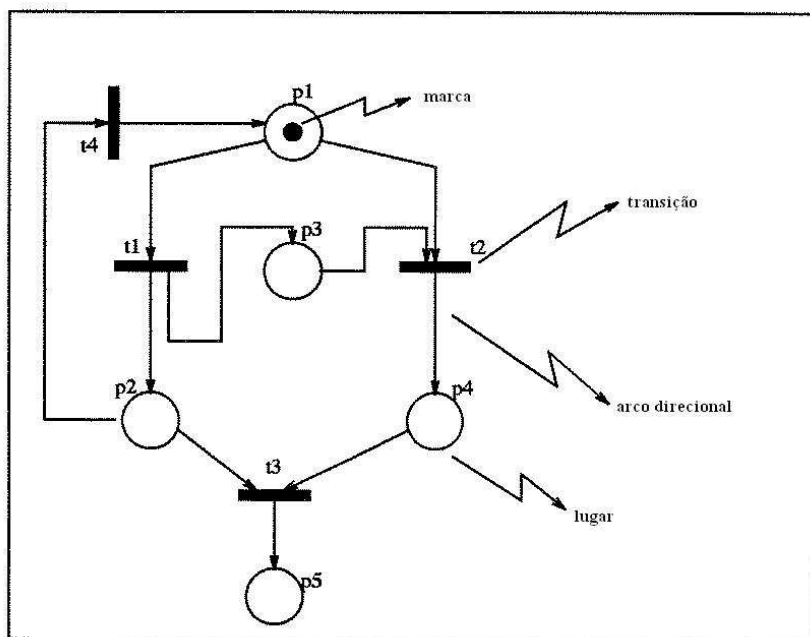 p1
marca
t4
transição
t1
p3
t2
p2
p4
arco direcional
t3
lugar
p5